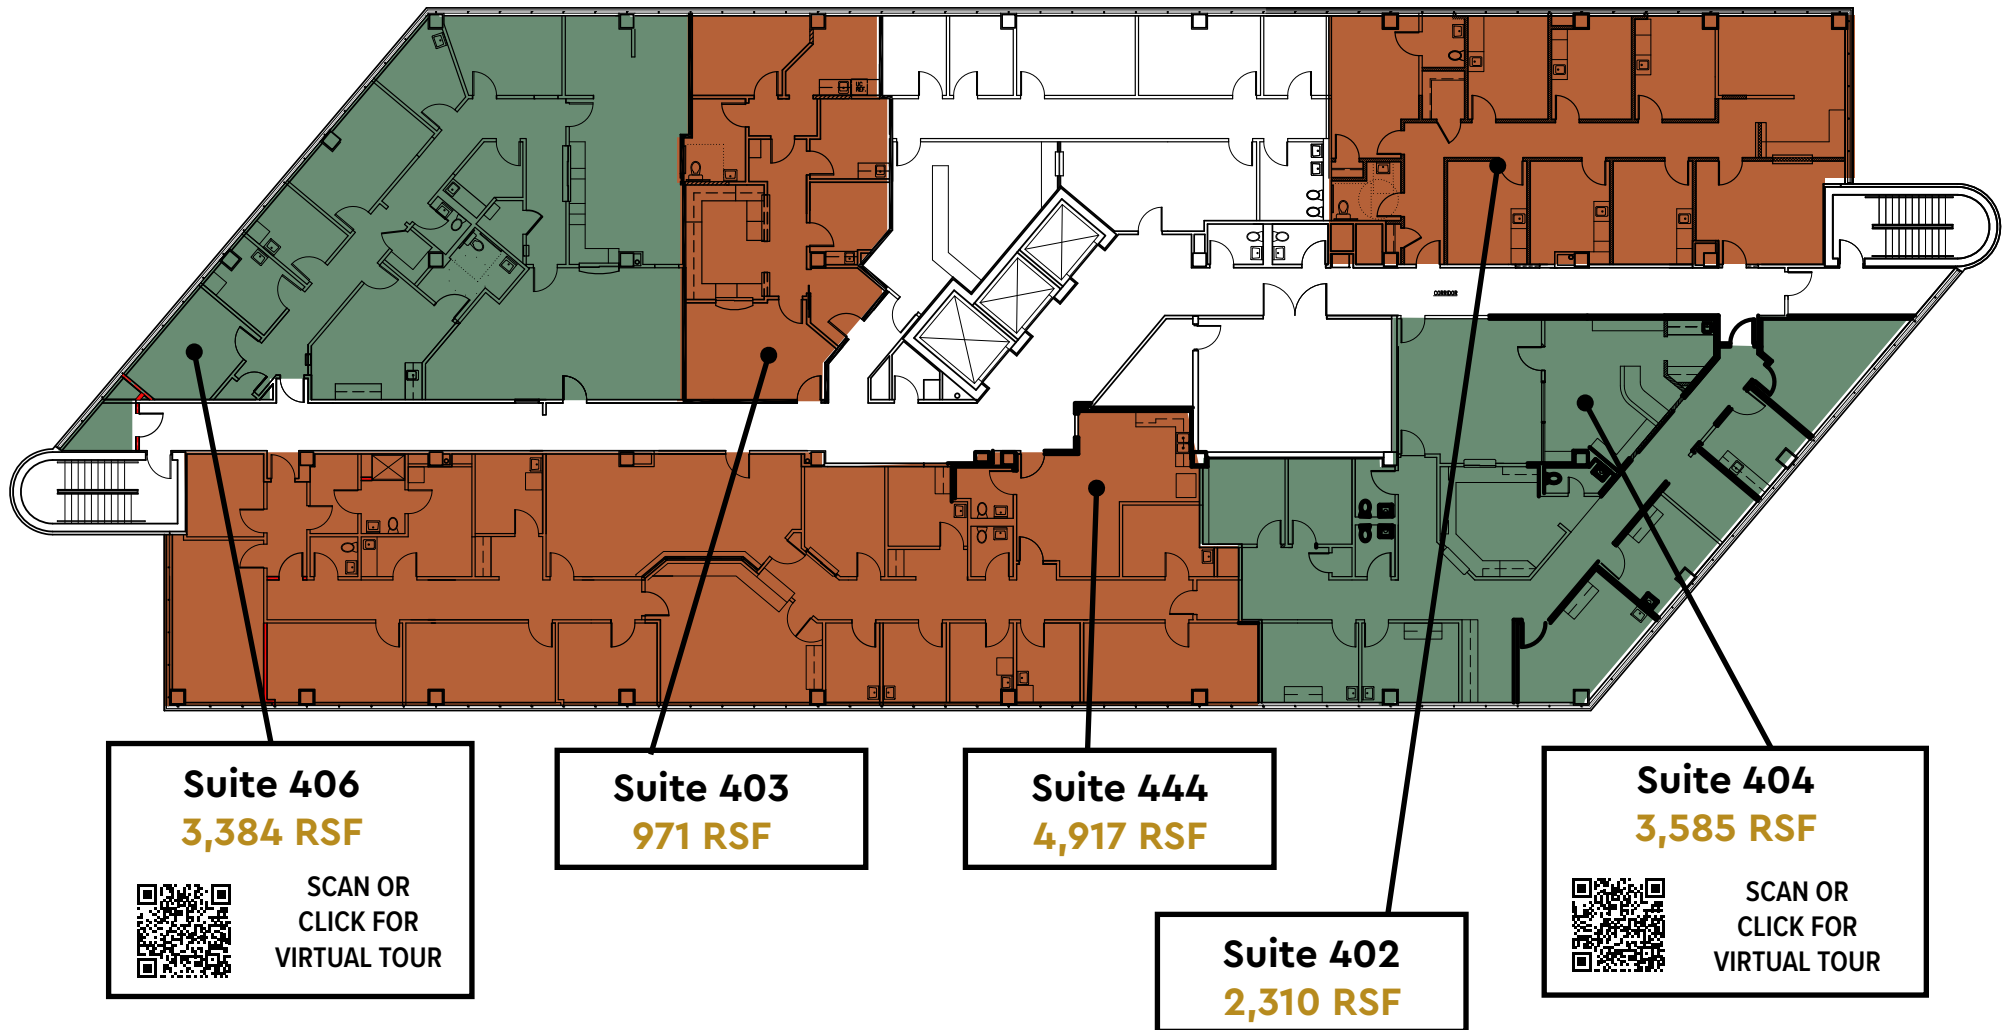 CORRIDOR
Suite 406
3,384 RSF
SCAN OR
CLICK FOR
VIRTUAL TOUR
Suite 403
971 RSF
Suite 444
4,917 RSF
Suite 402
2,310 RSF
Suite 404
3,585 RSF
SCAN OR
CLICK FOR
VIRTUAL TOUR